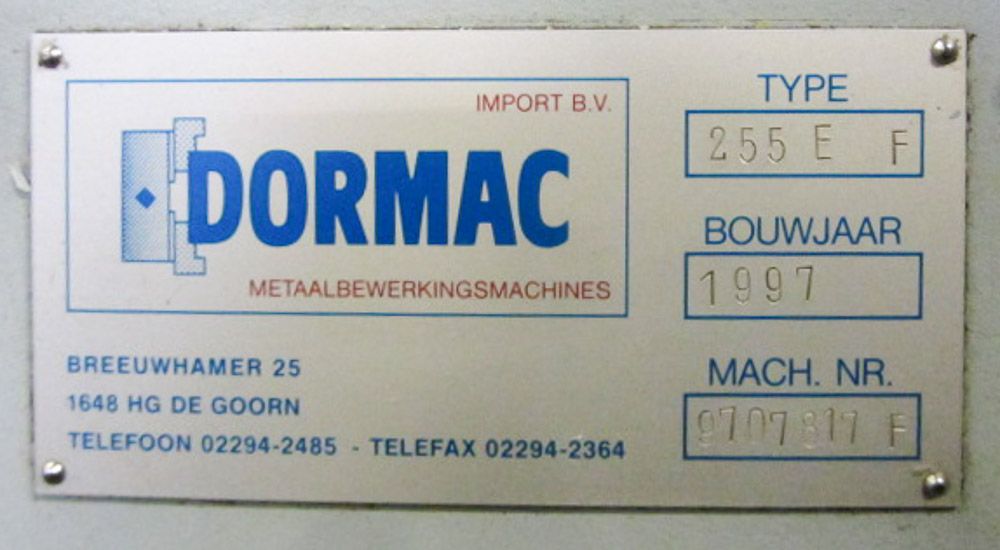 IMPORT B.V.
DORMAC
METAALBEWERKINGSMACHINES
BREEUWHAMER 25
1648 HG DE GOORN
TELEFOON 02294-2485 - TELEFAX 02294-2364
TYPE
255 E F
BOUWJAAR
1997
MACH. NR.
9707817 F